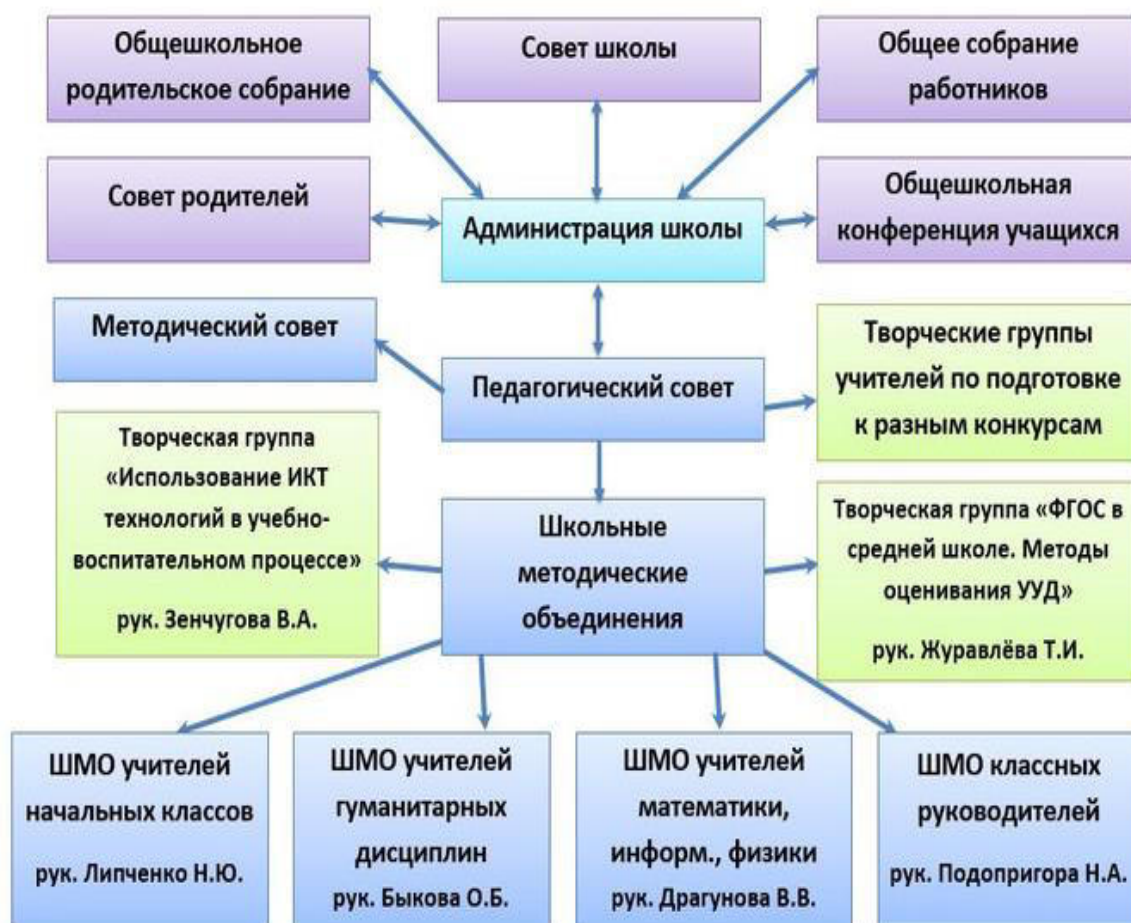 Общешкольное
родительское собрание
Совет школы
Общее собрание
работников
Совет родителей
Администрация школы
Общешкольная
конференция учащихся
Методический совет
Педагогический совет
Творческие группы
учителей по подготовке
к разным конкурсам
Творческая группа
«Использование ИКТ
технологий в учебно-
воспитательном процессе»
рук. Зенчугова В.А.
Школьные
методические
объединения
Творческая группа «ФГОС в
средней школе. Методы
оценивания УУД»
рук. Журавлёва Т.И.
ШМО учителей
начальных классов
рук. Липченко Н.Ю.
ШМО учителей
гуманитарных
дисциплин
рук. Быкова О.Б.
ШМО учителей
математики,
информ., физики
рук. Драгунова В.В.
ШМО классных
руководителей
рук. Подопригора Н.А.